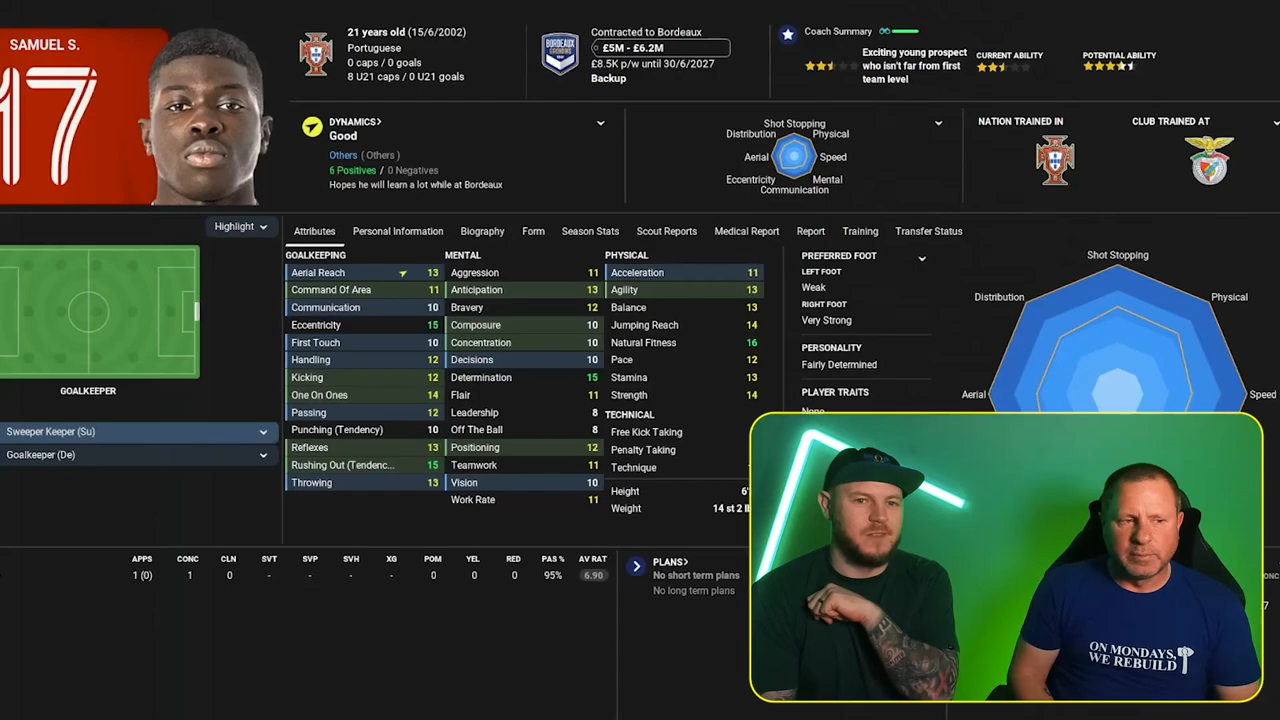 SAMUEL S.
17
21 years old (15/6/2002)
Portuguese
0 caps / 0 goals
8 U21 caps / 0 U21 goals
Contracted to Bordeaux
£5M - £6.2M
£8.5K p/w until 30/6/2027
Backup
Coach Summary
Exciting young prospect
who isn't far from first
team level
CURRENT ABILITY
POTENTIAL ABILITY
DYNAMICS>
Good
Others ( Others )
6 Positives / 0 Negatives
Hopes he will learn a lot while at Bordeaux
Shot Stopping
Distribution Physical
Aerial Speed
Eccentricity Mental
Communication
NATION TRAINED IN
CLUB TRAINED AT
Highlight
Attributes Personal Information Biography Form Season Stats Scout Reports Medical Report Report Training Transfer Status
GOALKEEPING
Aerial Reach 13
Command Of Area 11
Communication 10
Eccentricity 15
First Touch 10
Handling 12
Kicking 12
One On Ones 14
Passing 12
Punching (Tendency) 10
Reflexes 13
Rushing Out (Tendenc... 15
Throwing 13
MENTAL
Aggression 11
Anticipation 13
Bravery 12
Composure 10
Concentration 10
Decisions 10
Determination 15
Flair 11
Leadership 8
Off The Ball 8
Positioning 12
Teamwork 11
Vision 10
Work Rate 11
PHYSICAL
Acceleration 11
Agility 13
Balance 13
Jumping Reach 14
Natural Fitness 16
Pace 12
Stamina 13
Strength 14
TECHNICAL
Free Kick Taking
Penalty Taking
Technique
Height
Weight 14 st 2
PREFERRED FOOT
LEFT FOOT
Weak
RIGHT FOOT
Very Strong
PERSONALITY
Fairly Determined
PLAYER TRAITS
Shot Stopping
Distribution Physical
Aerial Speed
GOALKEEPER
Sweeper Keeper (Su)
Goalkeeper (De)
APPS CONC CLN SVT SVP SVH XG POM YEL RED PAS % AV RAT
1 (0) 1 0 - - - - 0 0 0 95% 6.90
PLANS>
No short term plans
No long term plans
ON MONDAYS,
WE REBUILD